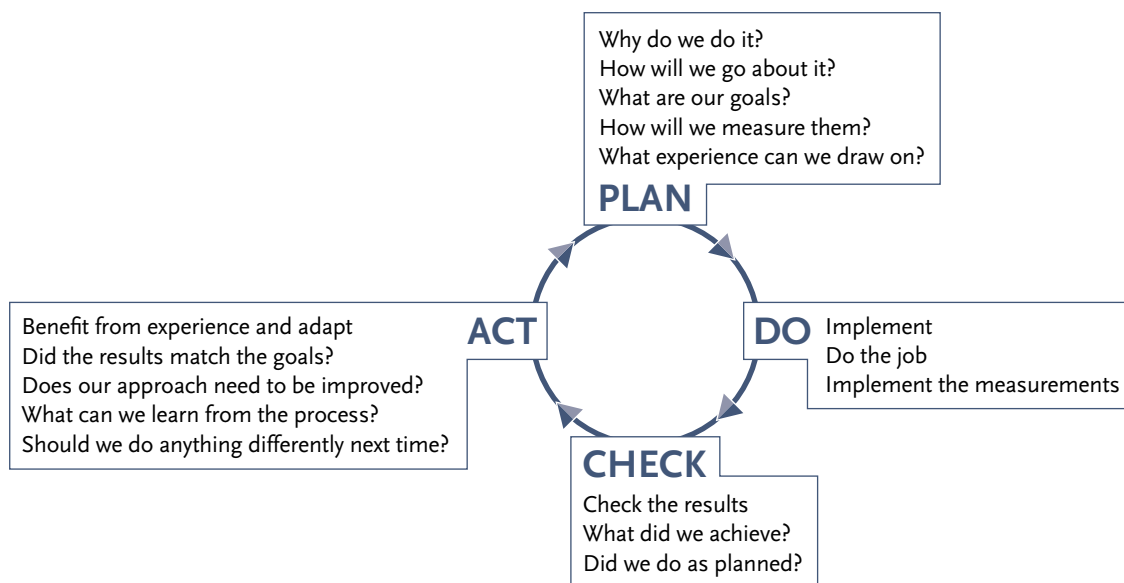 Why do we do it?
How will we go about it?
What are our goals?
How will we measure them?
What experience can we draw on?
PLAN
DO
Implement
Do the job
Implement the measurements
CHECK
Check the results
What did we achieve?
Did we do as planned?
ACT
Benefit from experience and adapt
Did the results match the goals?
Does our approach need to be improved?
What can we learn from the process?
Should we do anything differently next time?